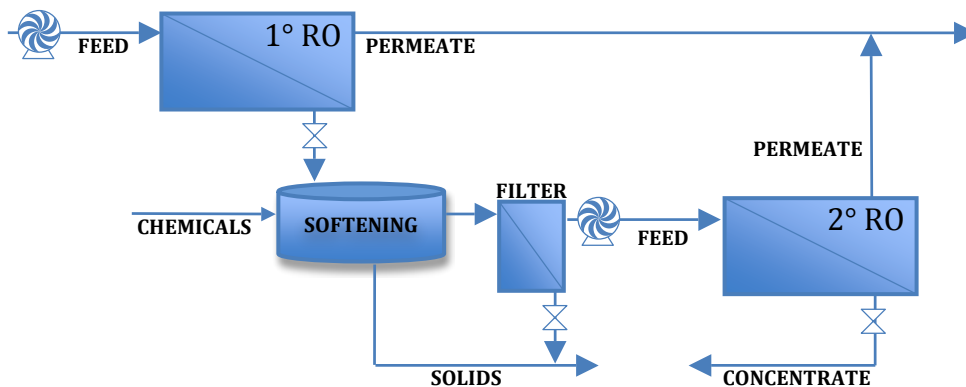 1° RO
FEED
PERMEATE
PERMEATE
FILTER
CHEMICALS
SOFTENING
2° RO
FEED
SOLIDS
CONCENTRATE